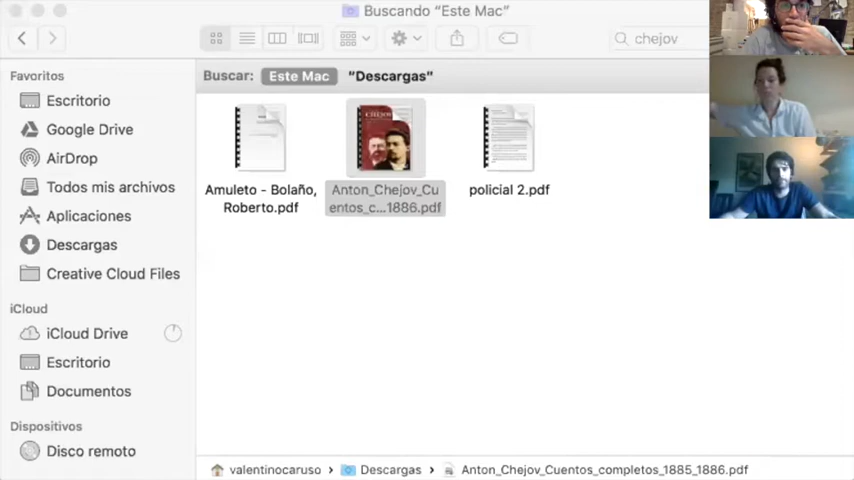 Buscando “Este Mac”
chejov
Favoritos
Escritorio
Google Drive
AirDrop
Todos mis archivos
Aplicaciones
Descargas
Creative Cloud Files
iCloud
iCloud Drive
Escritorio
Documentos
Dispositivos
Disco remoto
Buscar: Este Mac “Descargas”
CHEJOV
Amuleto - Bolaño,
Roberto.pdf
Anton_Chejov_Cu
entos_c...1886.pdf
policial 2.pdf
valentinocaruso › Descargas › Anton_Chejov_Cuentos_completos_1885_1886.pdf